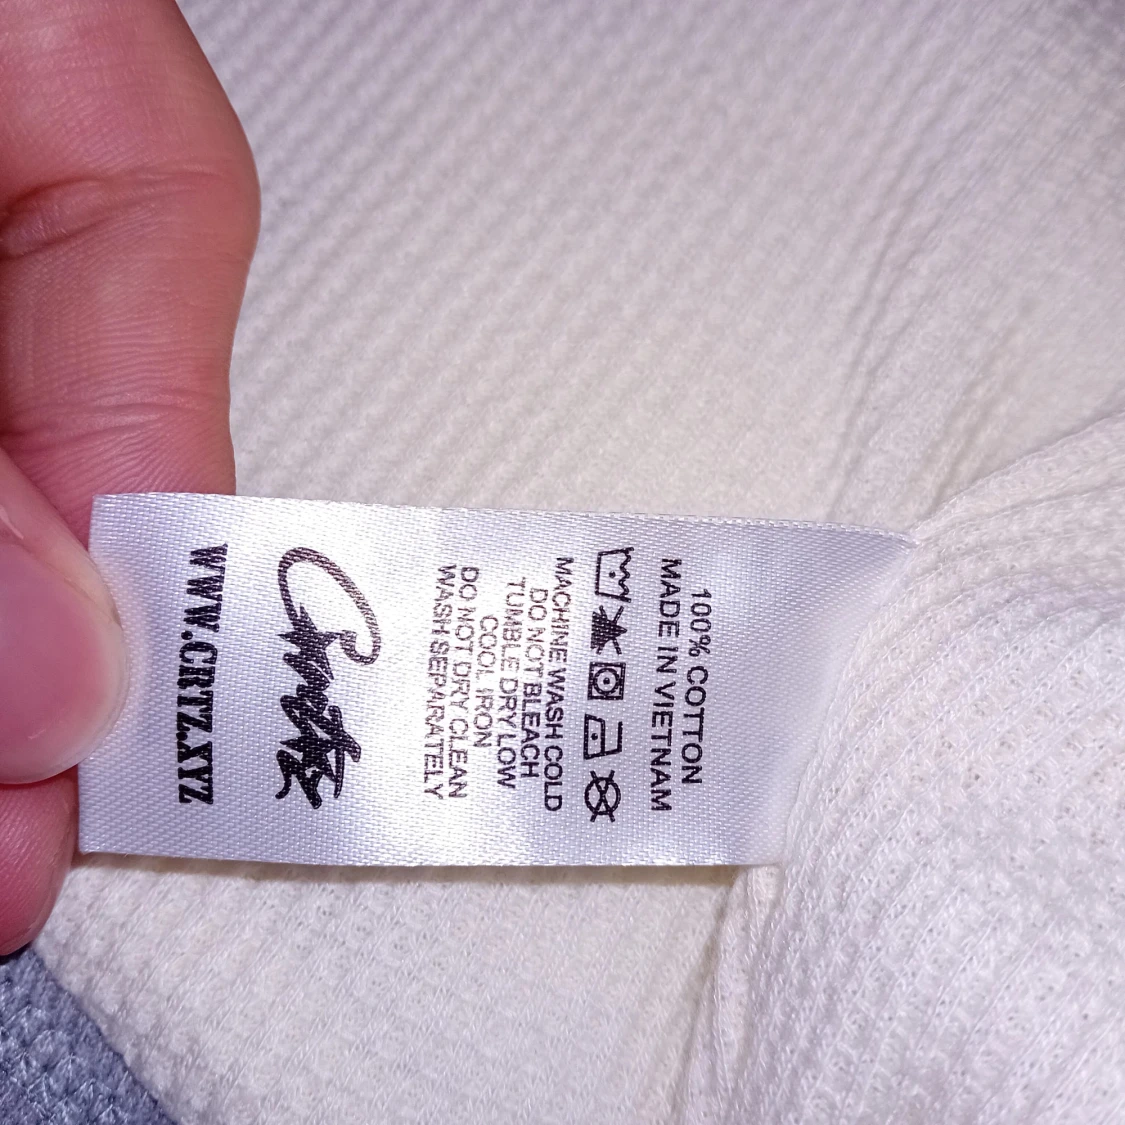 100% COTTON
MADE IN VIETNAM
MACHINE WASH COLD
DO NOT BLEACH
TUMBLE DRY LOW
COOL IRON
DO NOT DRY CLEAN
WASH SEPARATELY
Corteiz
WWW.CRTZ.XYZ